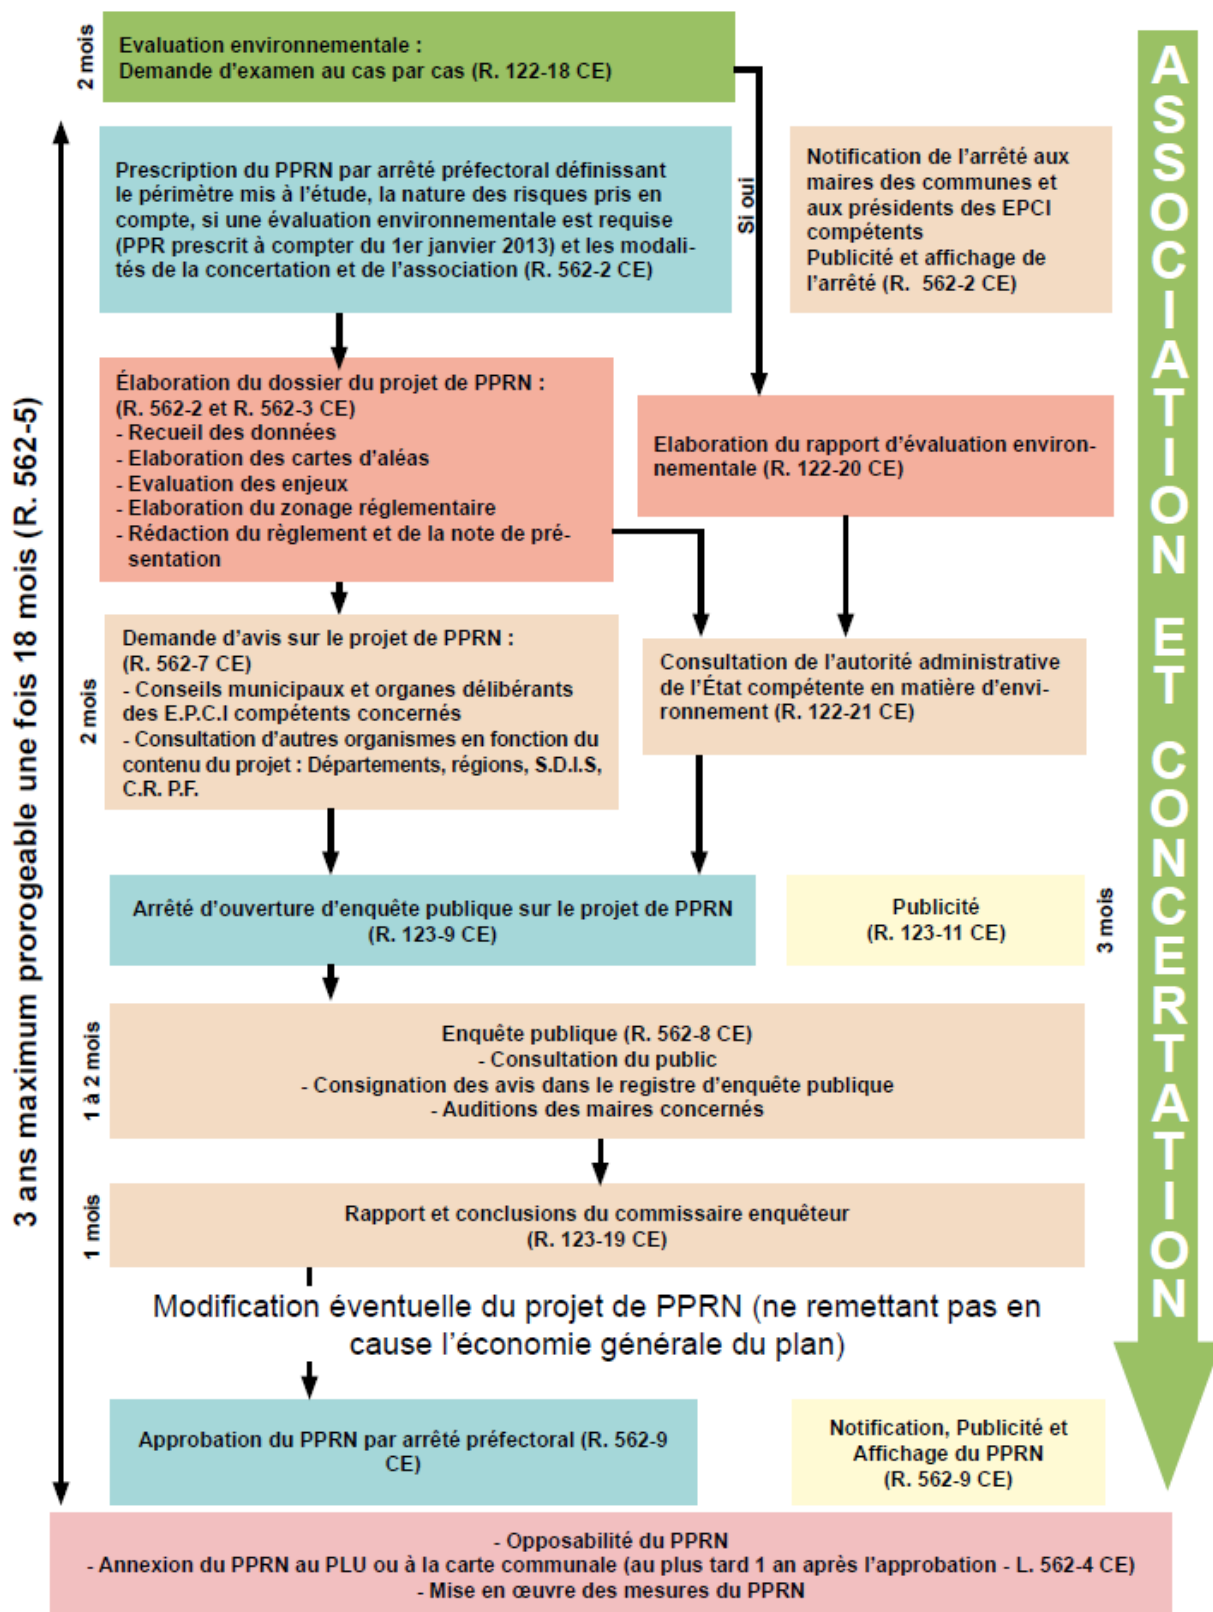 2 mois
Evaluation environnementale :
Demande d'examen au cas par cas (R. 122-18 CE)
Prescription du PPRN par arrêté préfectoral définissant
le périmètre mis à l'étude, la nature des risques pris en
compte, si une évaluation environnementale est requise
(PPR prescrit à compter du 1er janvier 2013) et les modali-
tés de la concertation et de l'association (R. 562-2 CE)
Si oui
Notification de l'arrêté aux
maires des communes et
aux présidents des EPCI
compétents
Publicité et affichage de
l'arrêté (R. 562-2 CE)
3 ans maximum prorogeable une fois 18 mois (R. 562-5)
Élaboration du dossier du projet de PPRN :
(R. 562-2 et R. 562-3 CE)
- Recueil des données
- Elaboration des cartes d'aléas
- Evaluation des enjeux
- Elaboration du zonage réglementaire
- Rédaction du règlement et de la note de pré-
sentation
Elaboration du rapport d'évaluation environ-
nementale (R. 122-20 CE)
2 mois
Demande d'avis sur le projet de PPRN :
(R. 562-7 CE)
- Conseils municipaux et organes délibérants
des E.P.C.I compétents concernés
- Consultation d'autres organismes en fonction du
contenu du projet : Départements, régions, S.D.I.S,
C.R. P.F.
Consultation de l'autorité administrative
de l'État compétente en matière d'envi-
ronnement (R. 122-21 CE)
Arrêté d'ouverture d'enquête publique sur le projet de PPRN
(R. 123-9 CE)
Publicité
(R. 123-11 CE)
3 mois
1 à 2 mois
Enquête publique (R. 562-8 CE)
- Consultation du public
- Consignation des avis dans le registre d'enquête publique
- Auditions des maires concernés
1 mois
Rapport et conclusions du commissaire enquêteur
(R. 123-19 CE)
Modification éventuelle du projet de PPRN (ne remettant pas en
cause l'économie générale du plan)
Approbation du PPRN par arrêté préfectoral (R. 562-9
CE)
Notification, Publicité et
Affichage du PPRN
(R. 562-9 CE)
- Opposabilité du PPRN
- Annexion du PPRN au PLU ou à la carte communale (au plus tard 1 an après l'approbation - L. 562-4 CE)
- Mise en œuvre des mesures du PPRN
ASSOCIATION ET CONCERTATION